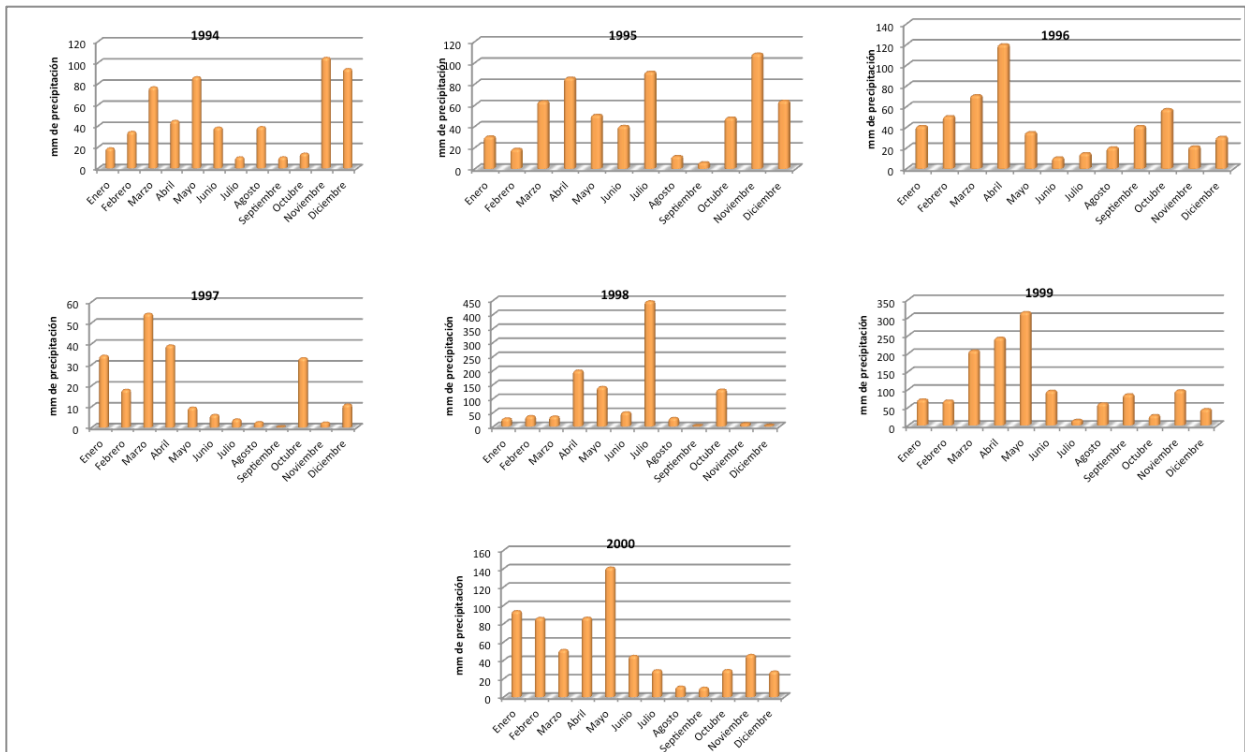 1994
mm de precipitación
120
100
80
60
40
20
0
Enero
Febrero
Marzo
Abril
Mayo
Junio
Julio
Agosto
Septiembre
Octubre
Noviembre
Diciembre
1995
mm de precipitación
120
100
80
60
40
20
0
Enero
Febrero
Marzo
Abril
Mayo
Junio
Julio
Agosto
Septiembre
Octubre
Noviembre
Diciembre
1996
mm de precipitación
140
120
100
80
60
40
20
0
Enero
Febrero
Marzo
Abril
Mayo
Junio
Julio
Agosto
Septiembre
Octubre
Noviembre
Diciembre
1997
mm de precipitación
60
50
40
30
20
10
0
Enero
Febrero
Marzo
Abril
Mayo
Junio
Julio
Agosto
Septiembre
Octubre
Noviembre
Diciembre
1998
mm de precipitación
450
400
350
300
250
200
150
100
50
0
Enero
Febrero
Marzo
Abril
Mayo
Junio
Julio
Agosto
Septiembre
Octubre
Noviembre
Diciembre
1999
mm de precipitación
350
300
250
200
150
100
50
0
Enero
Febrero
Marzo
Abril
Mayo
Junio
Julio
Agosto
Septiembre
Octubre
Noviembre
Diciembre
2000
mm de precipitación
160
140
120
100
80
60
40
20
0
Enero
Febrero
Marzo
Abril
Mayo
Junio
Julio
Agosto
Septiembre
Octubre
Noviembre
Diciembre